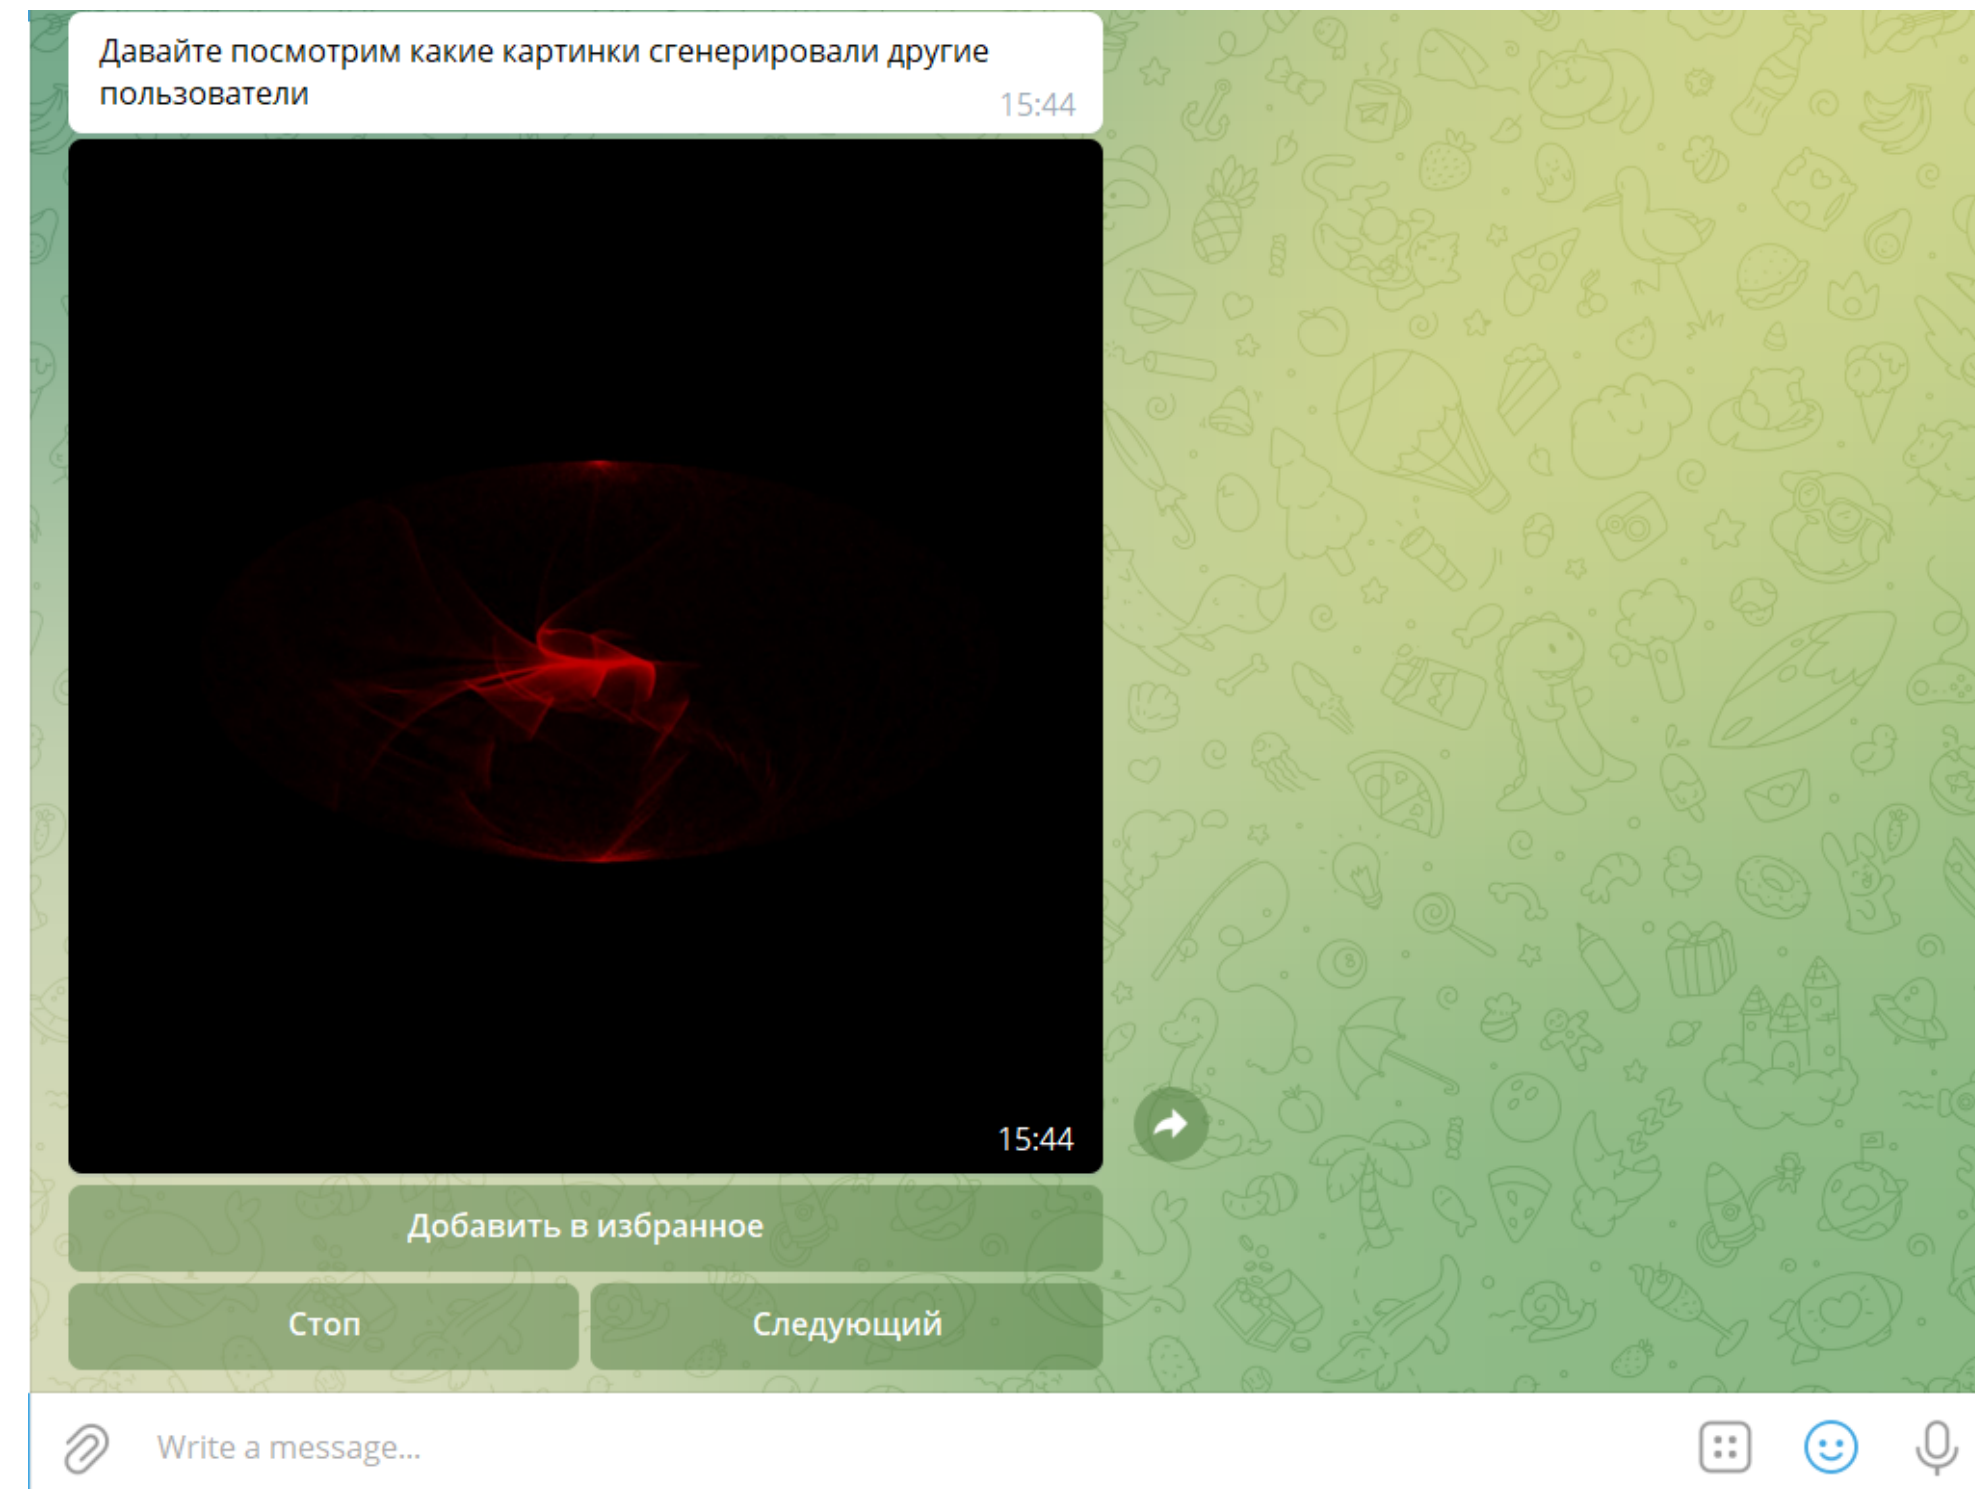 Давайте посмотрим какие картинки сгенерировали другие
пользователи
15:44
15:44
Добавить в избранное
Стоп
Следующий
Write a message...